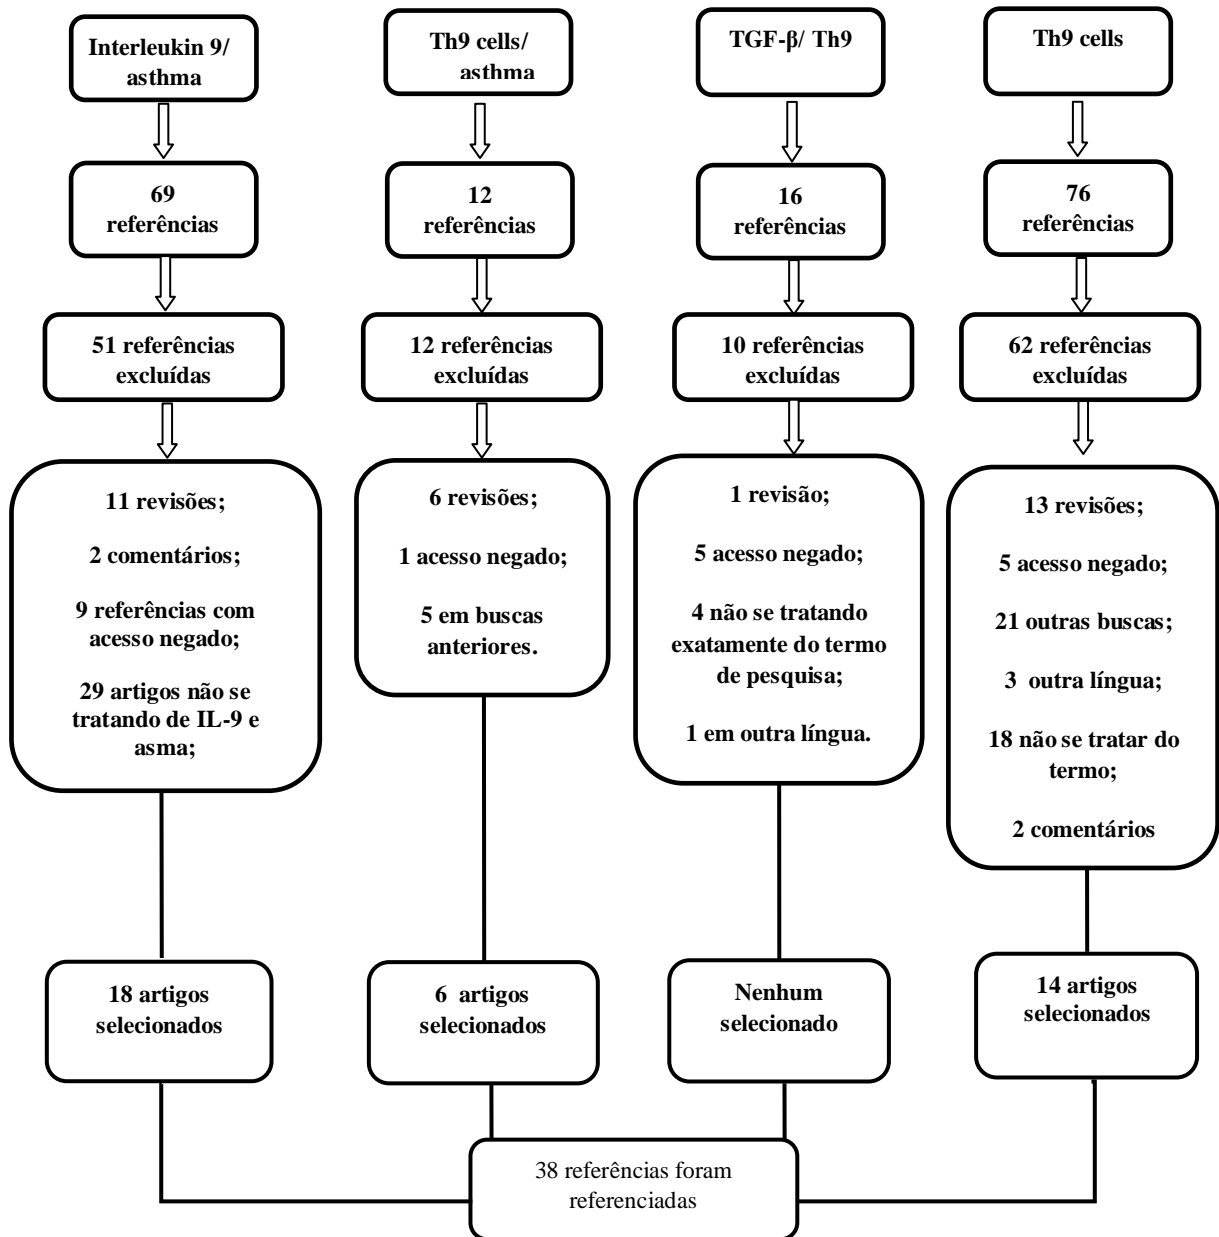 Interleukin 9/
asthma
Th9 cells/
asthma
TGF-β/ Th9
Th9 cells
69
referências
12
referências
16
referências
76
referências
51 referências
excluídas
12 referências
excluídas
10 referências
excluídas
62 referências
excluídas
11 revisões;
2 comentários;
9 referências com
acesso negado;
29 artigos não se
tratando de IL-9 e
asma;
6 revisões;
1 acesso negado;
5 em buscas
anteriores.
1 revisão;
5 acesso negado;
4 não se tratando
exatamente do termo
de pesquisa;
1 em outra língua.
13 revisões;
5 acesso negado;
21 outras buscas;
3 outra língua;
18 não se tratar do
termo;
2 comentários
18 artigos
selecionados
6 artigos
selecionados
Nenhum
selecionado
14 artigos
selecionados
38 referências foram
referenciadas